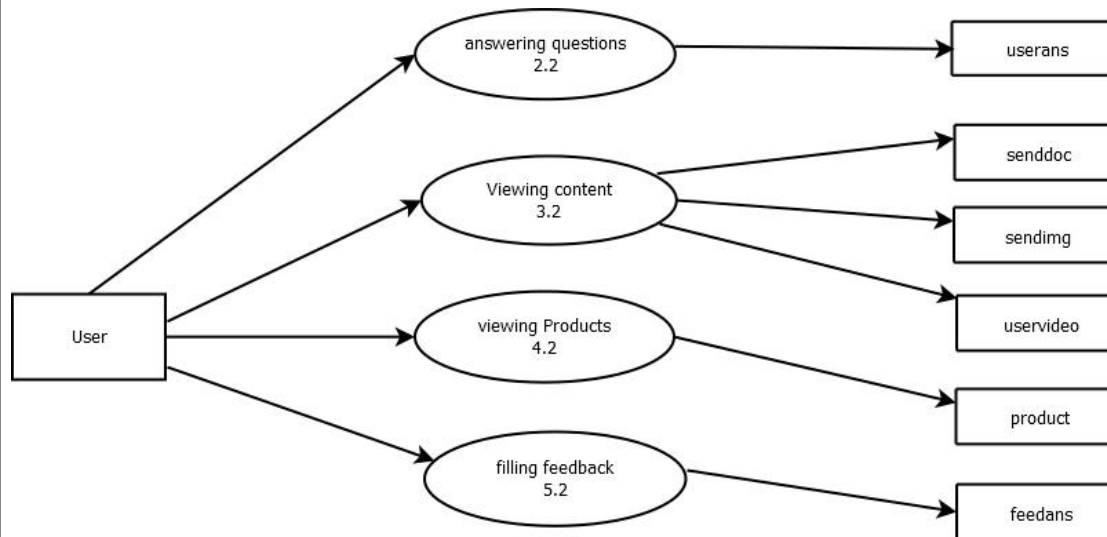 answering questions
2.2
userans
senddoc
Viewing content
3.2
sendimg
User
viewing Products
4.2
uservideo
product
filling feedback
5.2
feedans